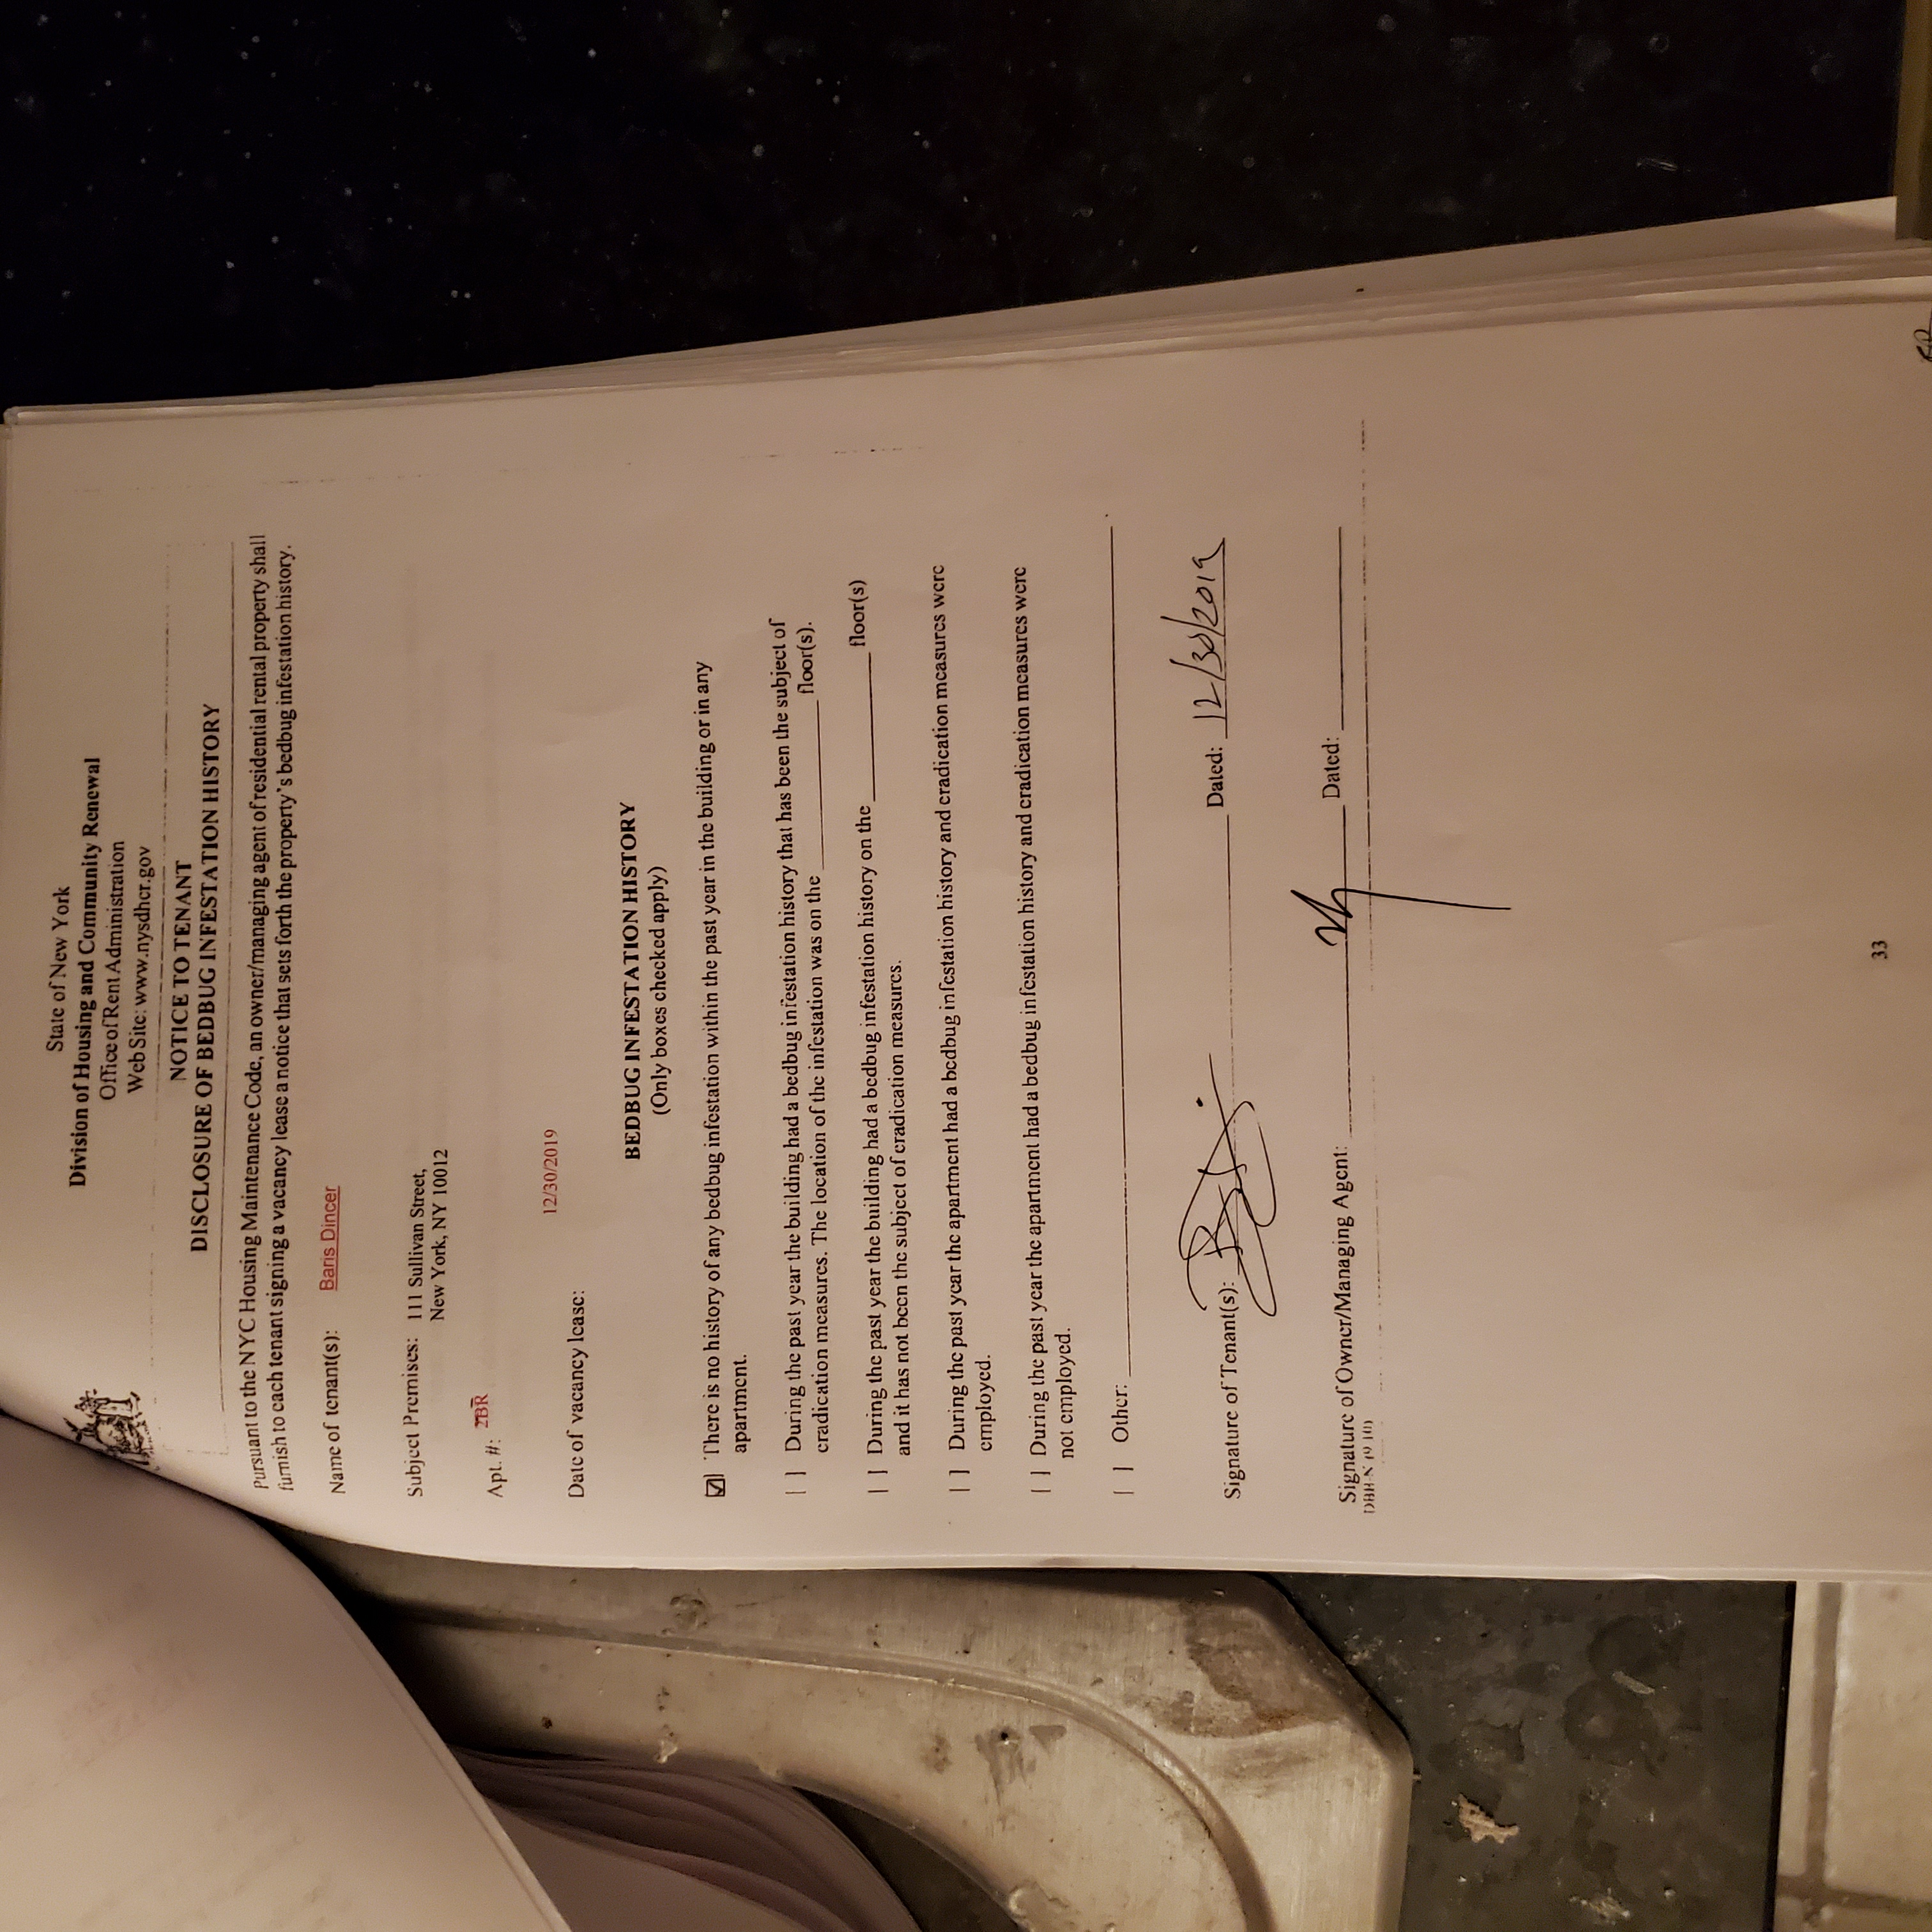 State of New York
Division of Housing and Community Renewal
Office of Rent Administration
Web Site: www.nysdhcr.gov
NOTICE TO TENANT
DISCLOSURE OF BEDBUG INFESTATION HISTORY
Pursuant to the NYC Housing Maintenance Code, an owner/managing agent of residential rental property shall
furnish to each tenant signing a vacancy lease a notice that sets forth the property's bedbug infestation history.
Name of tenant(s): Baris Dincer
Subject Premises: 111 Sullivan Street,
New York, NY 10012
Apt. #: 2BR
12/30/2019
Date of vacancy lease:
BEDBUG INFESTATION HISTORY
(Only boxes checked apply)
[✓] There is no history of any bedbug infestation within the past year in the building or in any
apartment.
[ ] During the past year the building had a bedbug infestation history that has been the subject of
eradication measures. The location of the infestation was on the ____________ floor(s).
[ ] During the past year the building had a bedbug infestation history on the ____________ floor(s)
and it has not been the subject of eradication measures.
[ ] During the past year the apartment had a bedbug infestation history and eradication measures were
employed.
[ ] During the past year the apartment had a bedbug infestation history and eradication measures were
not employed.
[ ] Other: ____________.
Signature of Tenant(s): ____________ Dated: 12/30/2019
Signature of Owner/Managing Agent: ____________ Dated: ____________
DBB-N (9/10)
33